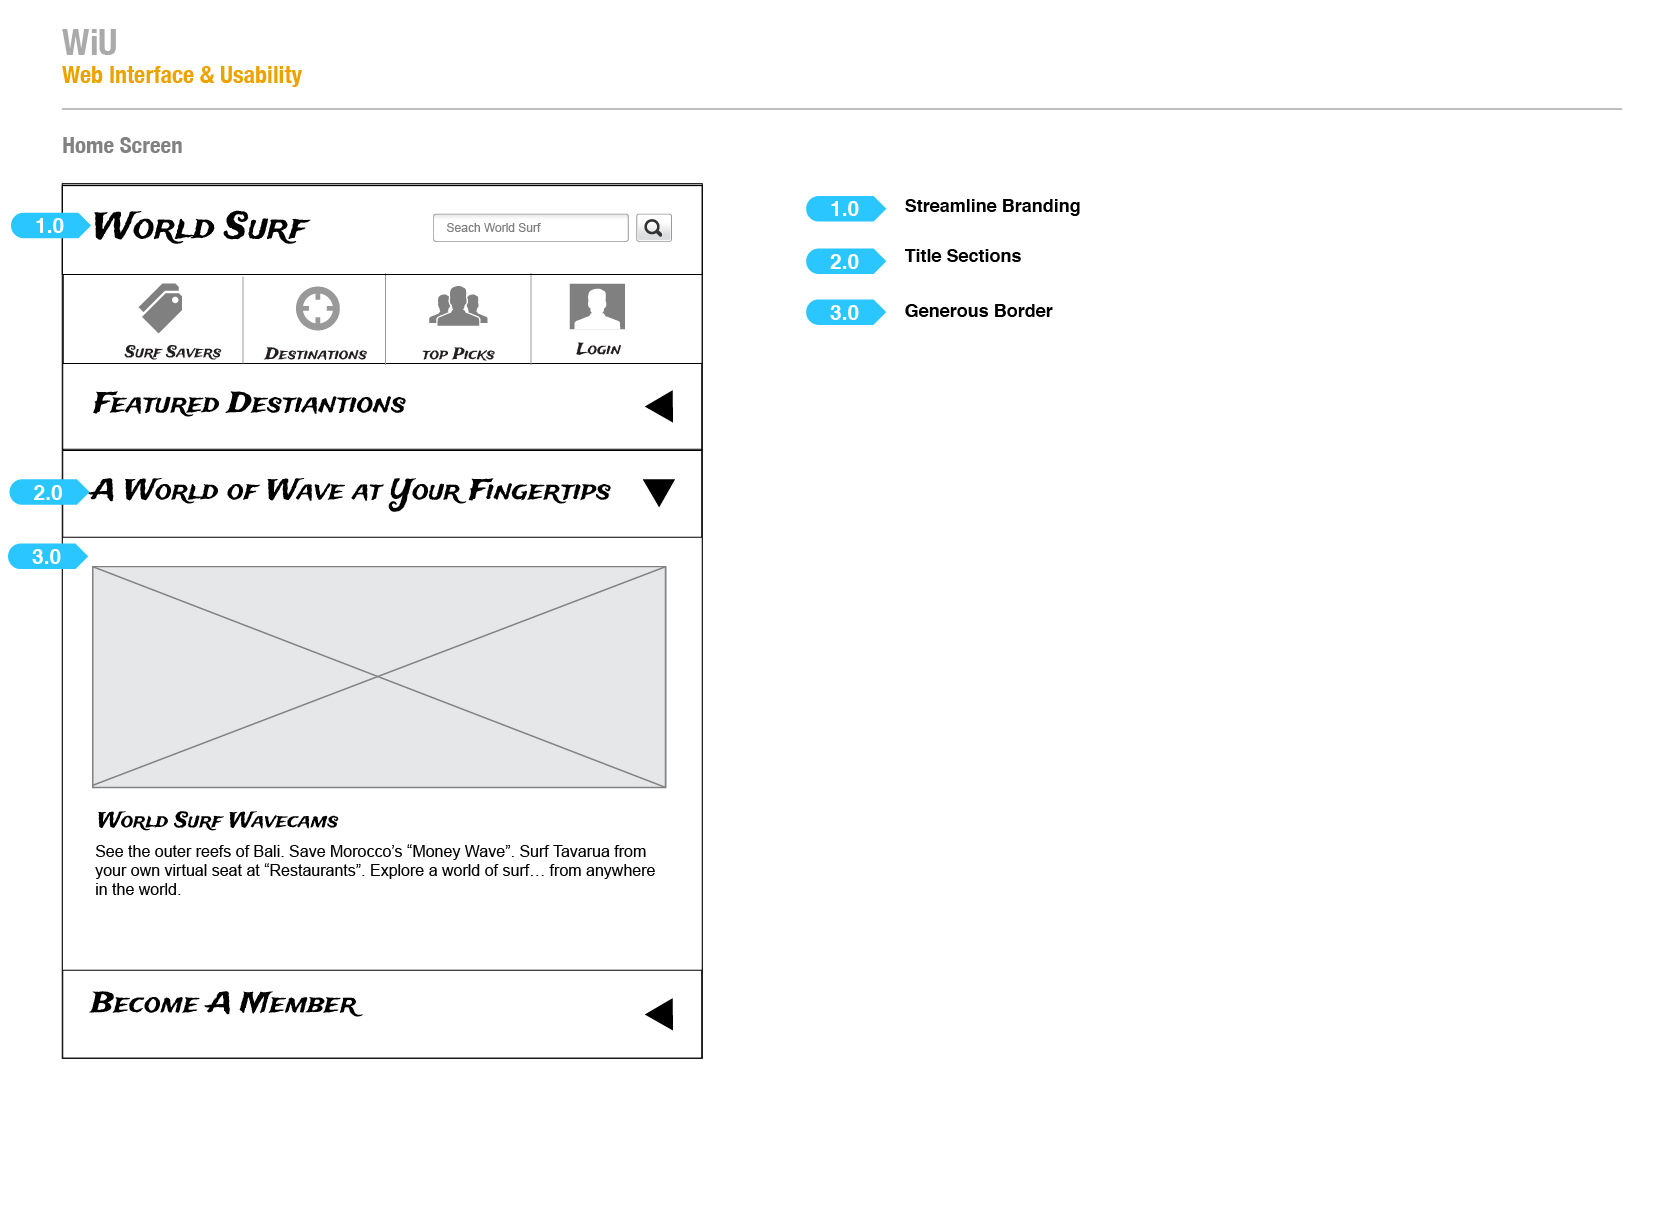 WiU
Web Interface & Usability
Home Screen
1.0
World Surf
Seach World Surf
Surf Savers
Destinations
top Picks
Login
Featured Destiantions
2.0
A World of Wave at Your Fingertips
3.0
World Surf Wavecams
See the outer reefs of Bali. Save Morocco’s “Money Wave”. Surf Tavarua from
your own virtual seat at “Restaurants”. Explore a world of surf… from anywhere
in the world.
Become A Member
1.0 Streamline Branding
2.0 Title Sections
3.0 Generous Border